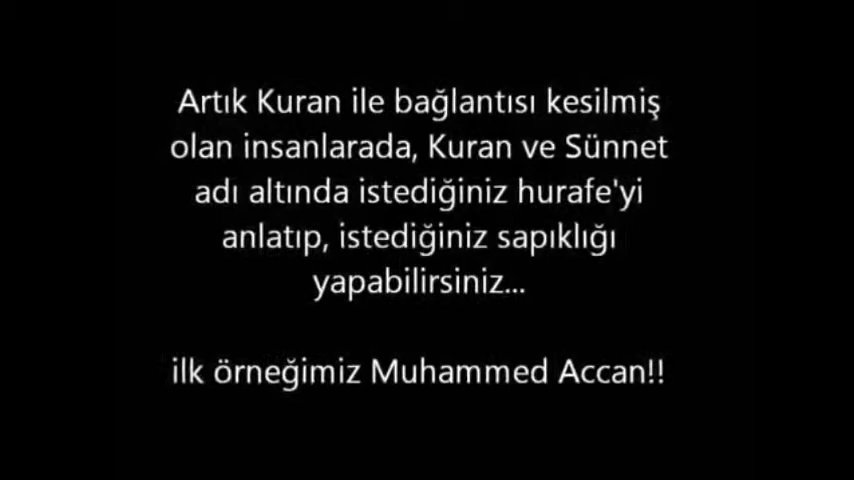 Artık Kuran ile bağlantısı kesilmiş
olan insanlarada, Kuran ve Sünnet
adı altında istediğiniz hurafe'yi
anlatıp, istediğiniz sapıklığı
yapabilirsiniz...
ilk örneğimiz Muhammed Accan!!